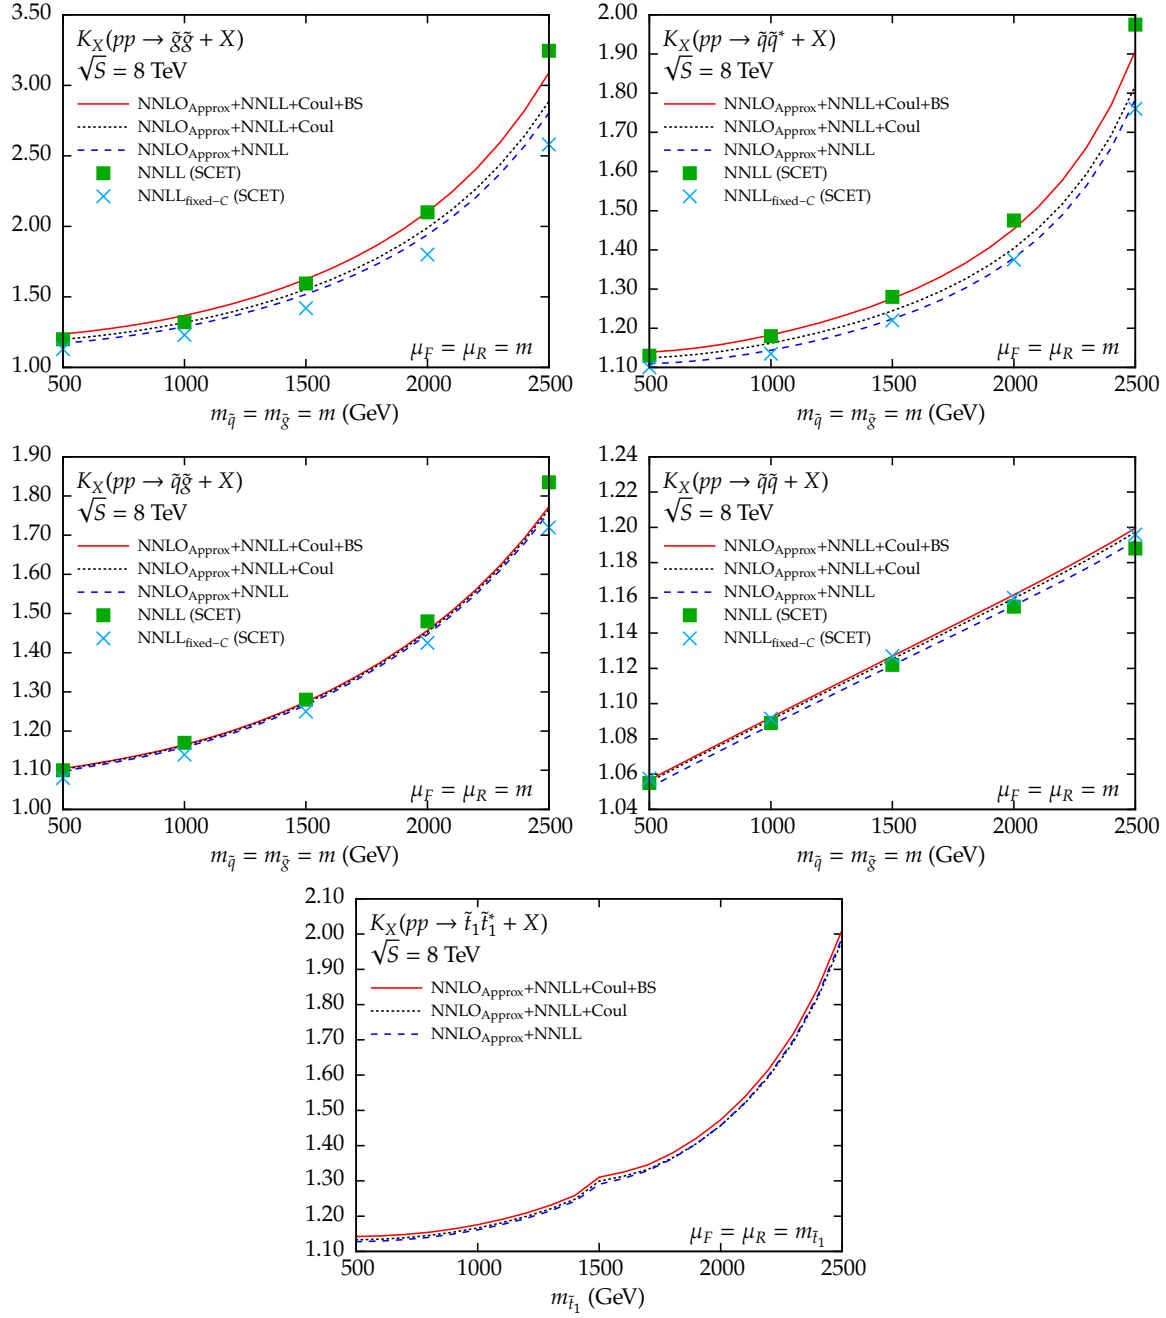 3.50
3.00
2.50
2.00
1.50
1.00
500 1000 1500 2000 2500
K_X(pp → g̃g̃ + X)
√S = 8 TeV
NNLO_Approx+NNLL+Coul+BS
NNLO_Approx+NNLL+Coul
NNLO_Approx+NNLL
NNLL (SCET)
NNLL_fixed−C (SCET)
μ_F = μ_R = m
m_q̃ = m_g̃ = m (GeV)
2.00
1.90
1.80
1.70
1.60
1.50
1.40
1.30
1.20
1.10
500 1000 1500 2000 2500
K_X(pp → q̃q̃* + X)
√S = 8 TeV
NNLO_Approx+NNLL+Coul+BS
NNLO_Approx+NNLL+Coul
NNLO_Approx+NNLL
NNLL (SCET)
NNLL_fixed−C (SCET)
μ_F = μ_R = m
m_q̃ = m_g̃ = m (GeV)
1.90
1.80
1.70
1.60
1.50
1.40
1.30
1.20
1.10
1.00
500 1000 1500 2000 2500
K_X(pp → q̃g̃ + X)
√S = 8 TeV
NNLO_Approx+NNLL+Coul+BS
NNLO_Approx+NNLL+Coul
NNLO_Approx+NNLL
NNLL (SCET)
NNLL_fixed−C (SCET)
μ_F = μ_R = m
m_q̃ = m_g̃ = m (GeV)
1.24
1.22
1.20
1.18
1.16
1.14
1.12
1.10
1.08
1.06
1.04
500 1000 1500 2000 2500
K_X(pp → q̃q̃ + X)
√S = 8 TeV
NNLO_Approx+NNLL+Coul+BS
NNLO_Approx+NNLL+Coul
NNLO_Approx+NNLL
NNLL (SCET)
NNLL_fixed−C (SCET)
μ_F = μ_R = m
m_q̃ = m_g̃ = m (GeV)
2.10
2.00
1.90
1.80
1.70
1.60
1.50
1.40
1.30
1.20
1.10
500 1000 1500 2000 2500
K_X(pp → t̃₁t̃₁* + X)
√S = 8 TeV
NNLO_Approx+NNLL+Coul+BS
NNLO_Approx+NNLL+Coul
NNLO_Approx+NNLL
μ_F = μ_R = m_t̃₁
m_t̃₁ (GeV)